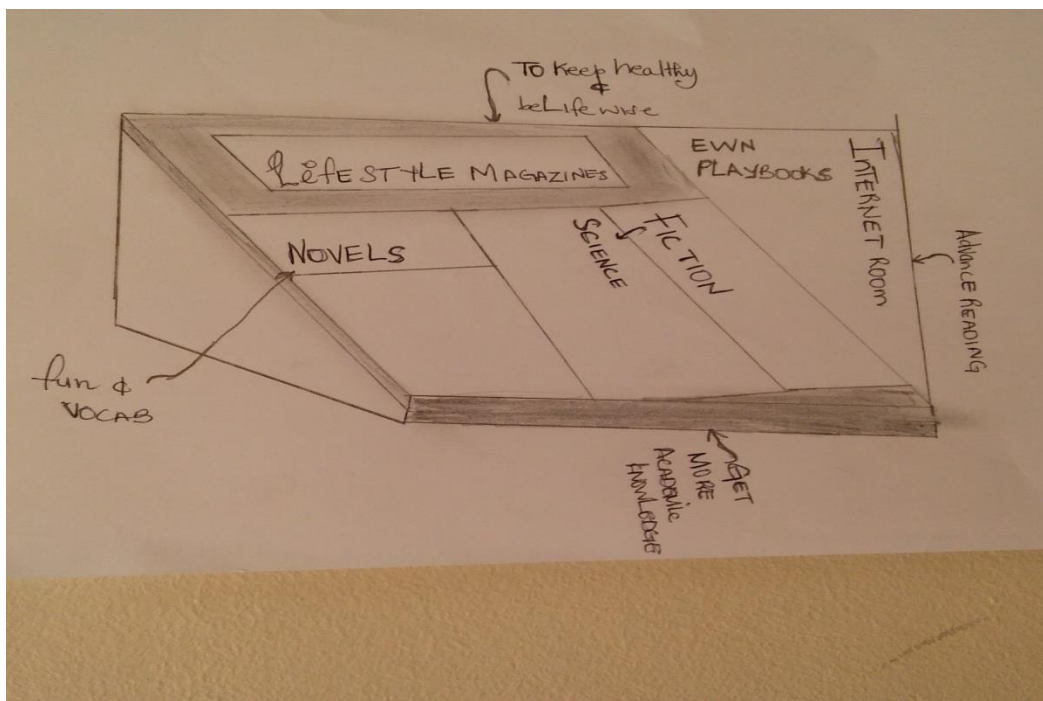 To keep healthy
&
be Life wise
LifESTYLE MAGAZINES
EWN
PLAYBOOKS
INTERNET ROOM
Advance READING
NOVELS
SCIENCE
FICTION
fun &
VOCAB
GET
MORE
ACADEMIC
KNOWLEDGE